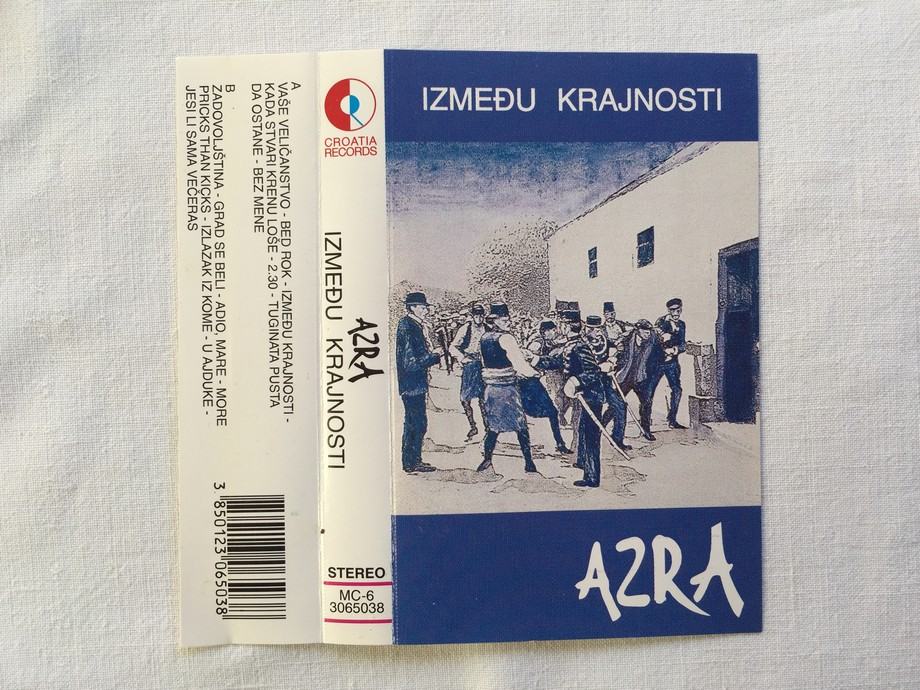 A
VAŠE VELIČANSTVO - BED ROK - IZMEĐU KRAJNOSTI -
KADA STVARI KRENU LOŠE - 2.30 - TUGINATA PUSTA
DA OSTANE - BEZ MENE
B
ZADOVOLJŠTINA - GRAD SE BELI - ADIO, MARE - MORE
PRICKS THAN KICKS - IZLAZAK IZ KOME - U AJDUKE -
JESI LI SAMA VEČERAS
3 850123 065038
CROATIA
RECORDS
AZRA
IZMEĐU KRAJNOSTI
STEREO
MC-6
3065038
IZMEĐU KRAJNOSTI
AZRA